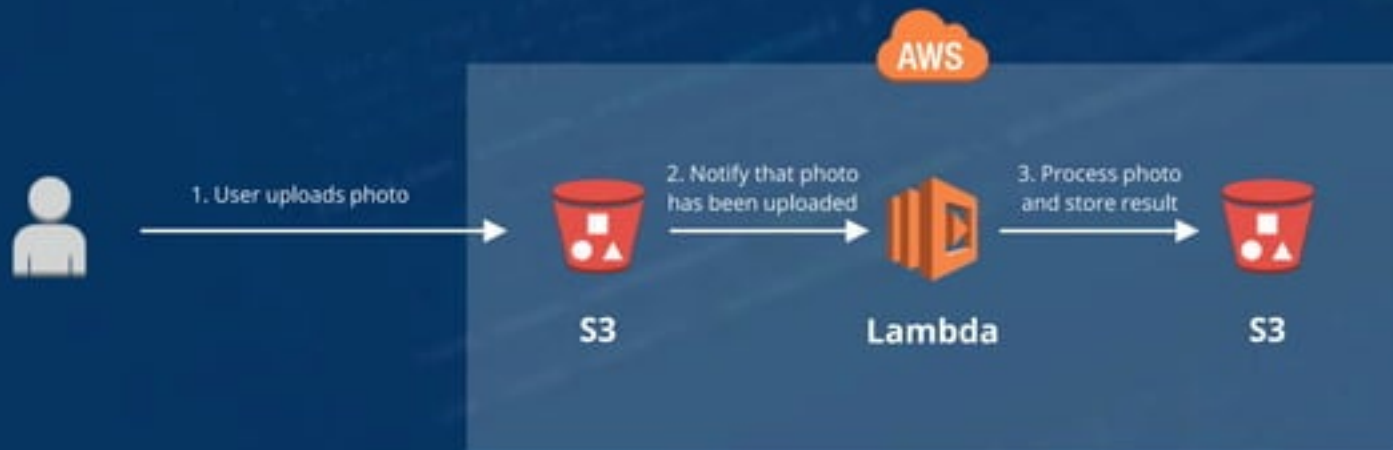 AWS
1. User uploads photo
2. Notify that photo
has been uploaded
3. Process photo
and store result
S3
Lambda
S3